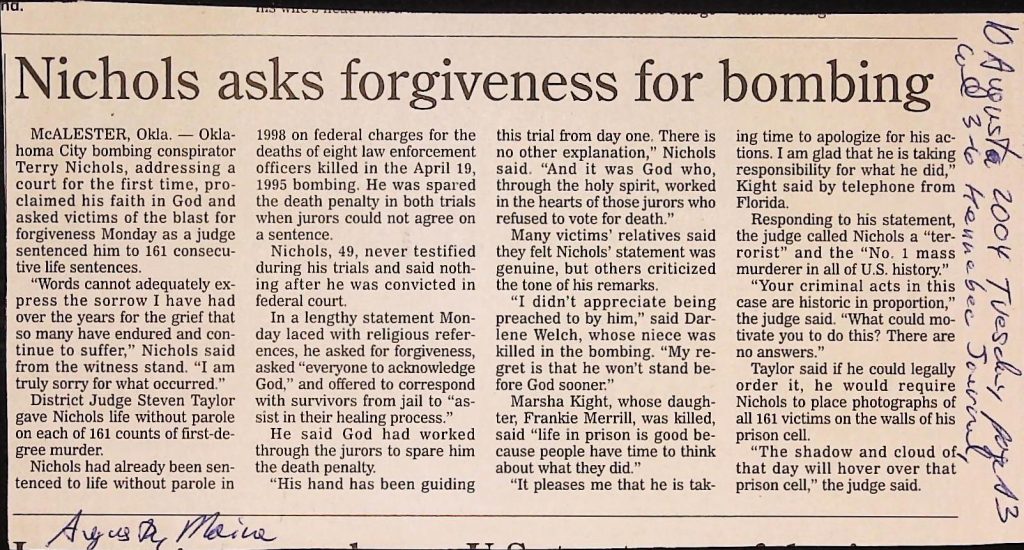 nd.
Nichols asks forgiveness for bombing
McALESTER, Okla. — Okla-
homa City bombing conspirator
Terry Nichols, addressing a
court for the first time, pro-
claimed his faith in God and
asked victims of the blast for
forgiveness Monday as a judge
sentenced him to 161 consecu-
tive life sentences.
“Words cannot adequately ex-
press the sorrow I have had
over the years for the grief that
so many have endured and con-
tinue to suffer,” Nichols said
from the witness stand. “I am
truly sorry for what occurred.”
District Judge Steven Taylor
gave Nichols life without parole
on each of 161 counts of first-de-
gree murder.
Nichols had already been sen-
tenced to life without parole in
1998 on federal charges for the
deaths of eight law enforcement
officers killed in the April 19,
1995 bombing. He was spared
the death penalty in both trials
when jurors could not agree on
a sentence.
Nichols, 49, never testified
during his trials and said noth-
ing after he was convicted in
federal court.
In a lengthy statement Mon-
day laced with religious refer-
ences, he asked for forgiveness,
asked “everyone to acknowledge
God,” and offered to correspond
with survivors from jail to “as-
sist in their healing process.”
He said God had worked
through the jurors to spare him
the death penalty.
“His hand has been guiding
this trial from day one. There is
no other explanation,” Nichols
said. “And it was God who,
through the holy spirit, worked
in the hearts of those jurors who
refused to vote for death.”
Many victims’ relatives said
they felt Nichols’ statement was
genuine, but others criticized
the tone of his remarks.
“I didn’t appreciate being
preached to by him,” said Dar-
lene Welch, whose niece was
killed in the bombing. “My re-
gret is that he won’t stand be-
fore God sooner.”
Marsha Kight, whose daugh-
ter, Frankie Merrill, was killed,
said “life in prison is good be-
cause people have time to think
about what they did.”
“It pleases me that he is tak-
ing time to apologize for his ac-
tions. I am glad that he is taking
responsibility for what he did,”
Kight said by telephone from
Florida.
Responding to his statement,
the judge called Nichols a “ter-
rorist” and the “No. 1 mass
murderer in all of U.S. history.”
“Your criminal acts in this
case are historic in proportion,”
the judge said. “What could mo-
tivate you to do this? There are
no answers.”
Taylor said if he could legally
order it, he would require
Nichols to place photographs of
all 161 victims on the walls of his
prison cell.
“The shadow and cloud of
that day will hover over that
prison cell,” the judge said.
Augusta 2004 Tuesday page A3
Kennebec Journal,
Augusta, Maine